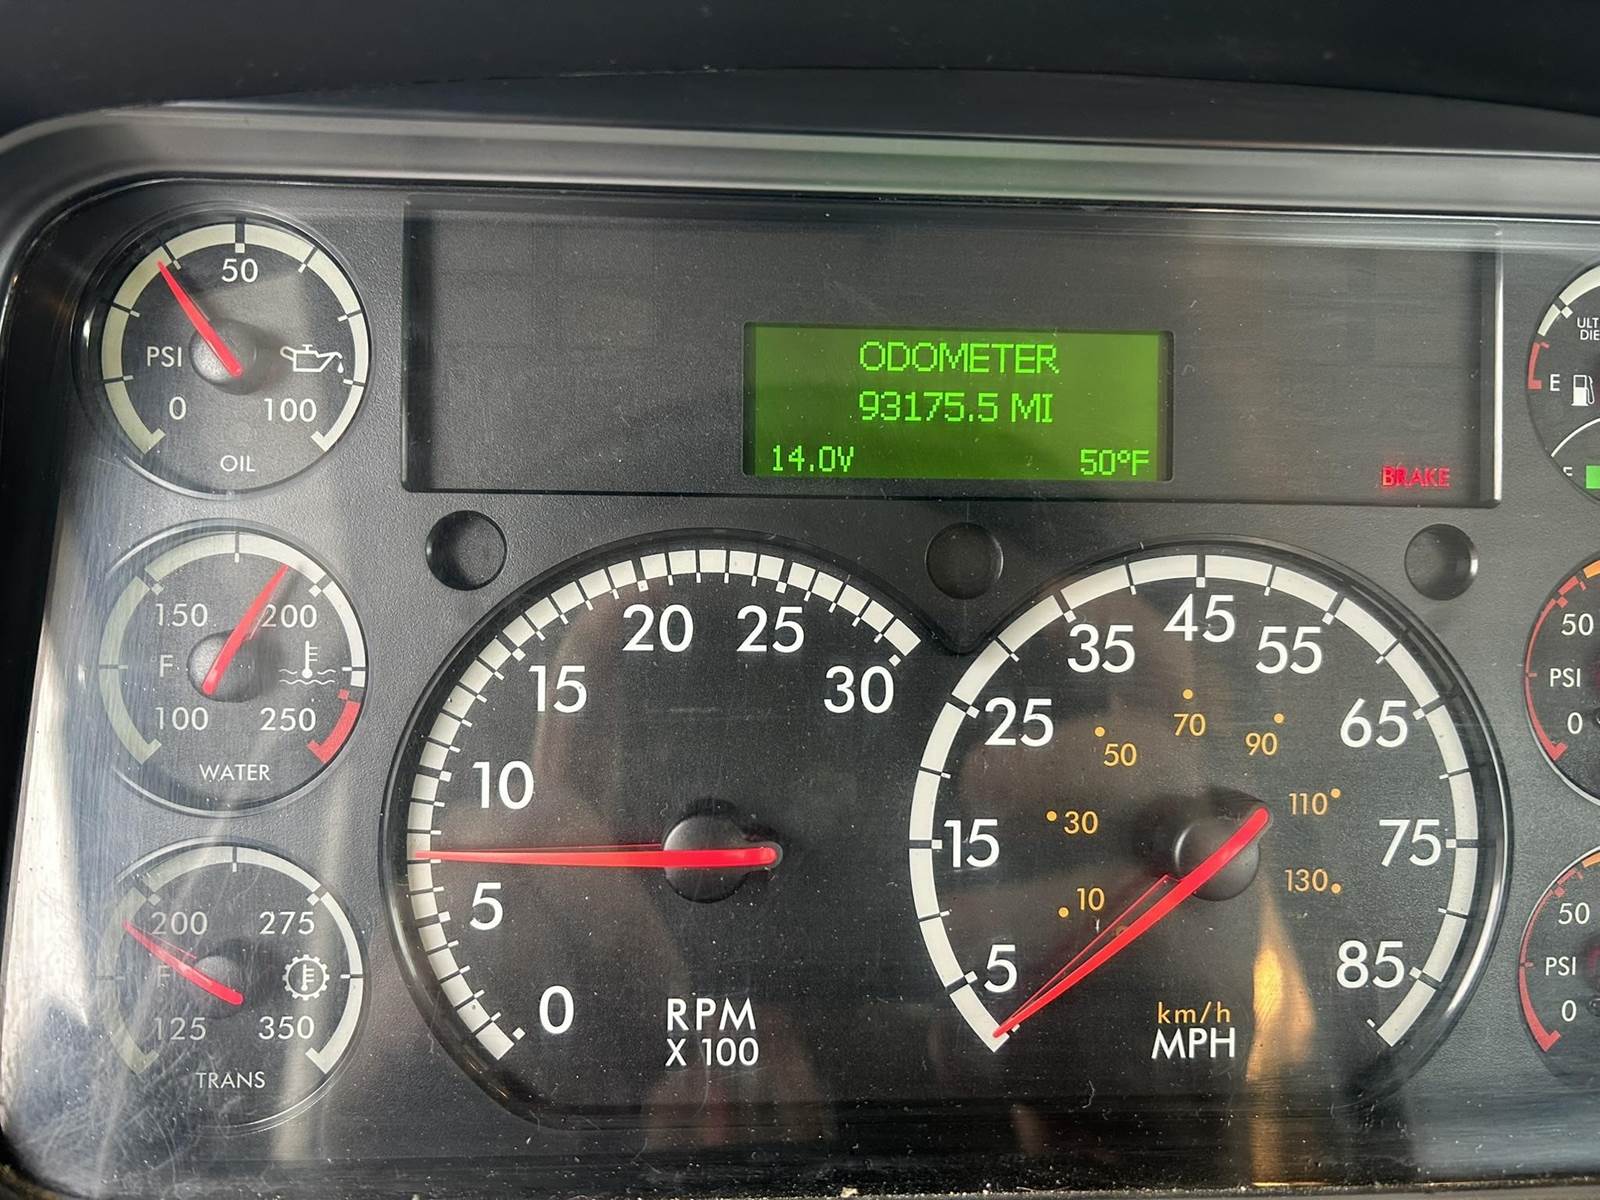 50
PSI
0
100
OIL
ODOMETER
93175.5 MI
14.0V
50°F
BRAKE
E
150
200
F
100
250
WATER
200
275
F
125
350
TRANS
0
5
10
15
20
25
30
RPM
X 100
5
15
25
35
45
55
65
75
85
10
30
50
70
90
110
130
km/h
MPH
50
PSI
0
50
PSI
0